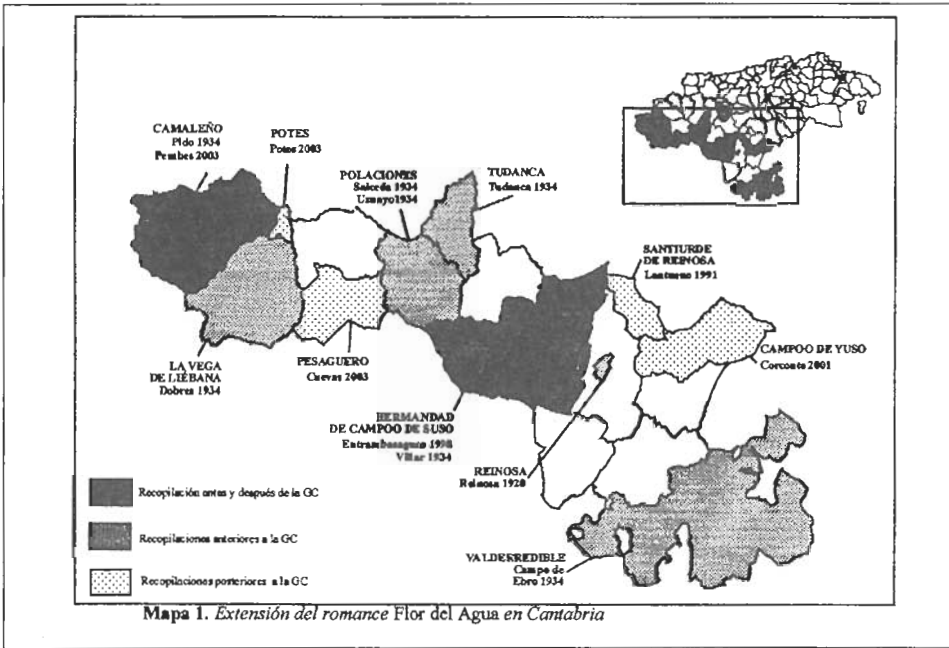 CAMALEÑO
Pido 1934
Pembes 2003
POTES
Potes 2003
POLACIONES
Salceda 1934
Uznayo 1934
TUDANCA
Tudanca 1934
SANTIURDE
DE REINOSA
Lantueno 1991
CAMPOO DE YUSO
Corconte 2001
LA VEGA
DE LIÉBANA
Dobres 1934
PESAGUERO
Cuevas 2003
HERMANDAD
DE CAMPOO DE SUSO
Entrambasaguas 1998
Villar 1934
REINOSA
Reinosa 1920
VALDERREDIBLE
Campo de
Ebro 1934
Recopilación antes y después de la GC
Recopilaciones anteriores a la GC
Recopilaciones posteriores a la GC
Mapa 1. Extensión del romance Flor del Agua en Cantabria